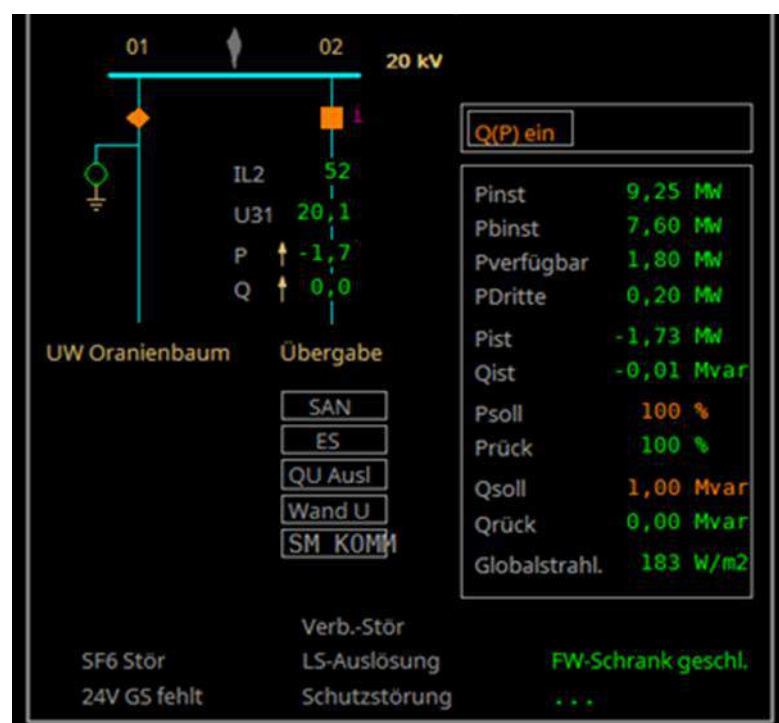 01 02 20 kV
i
Q(P) ein
IL2 52
U31 20,1
P -1,7
Q 0,0
UW Oranienbaum Übergabe
SAN
ES
QU Ausl
Wand U
SM KOMM
Pinst 9,25 MW
Pbinst 7,60 MW
Pverfügbar 1,80 MW
PDritte 0,20 MW
Pist -1,73 MW
Qist -0,01 Mvar
Psoll 100 %
Prück 100 %
Qsoll 1,00 Mvar
Qrück 0,00 Mvar
Globalstrahl. 183 W/m2
Verb.-Stör
SF6 Stör LS-Auslösung FW-Schrank geschl.
24V GS fehlt Schutzstörung ...